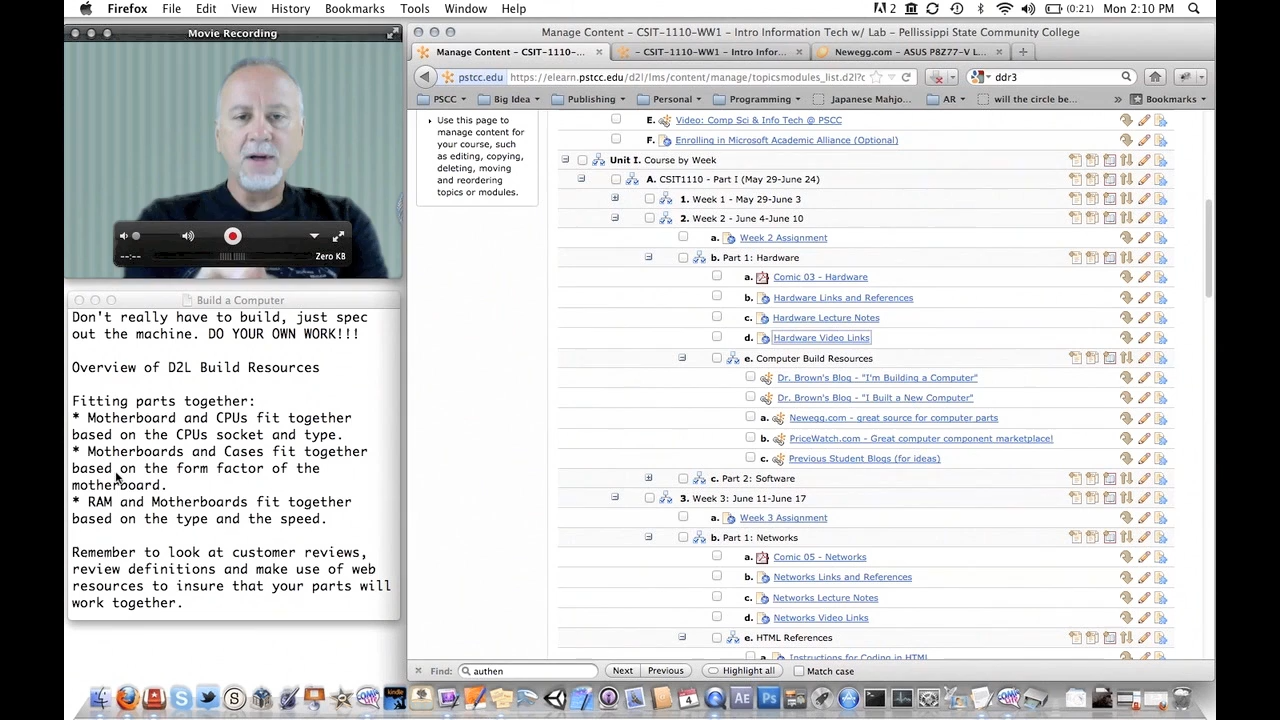 Firefox File Edit View History Bookmarks Tools Window Help
2 (0:21) Mon 2:10 PM
Movie Recording
--:-- Zero KB
Build a Computer
Don't really have to build, just spec
out the machine. DO YOUR OWN WORK!!!
Overview of D2L Build Resources
Fitting parts together:
* Motherboard and CPUs fit together
based on the CPUs socket and type.
* Motherboards and Cases fit together
based on the form factor of the
motherboard.
* RAM and Motherboards fit together
based on the type and the speed.
Remember to look at customer reviews,
review definitions and make use of web
resources to insure that your parts will
work together.
Manage Content – CSIT-1110-WW1 – Intro Information Tech w/ Lab – Pellissippi State Community College
Manage Content – CSIT-1110-...
– CSIT-1110-WW1 – Intro Infor...
Newegg.com – ASUS P8Z77-V L...
pstcc.edu https://elearn.pstcc.edu/d2l/lms/content/manage/topicsmodules_list.d2l?c
ddr3
PSCC Big Idea Publishing Personal Programming Japanese Mahjo... AR will the circle be... » Bookmarks
Use this page to
manage content for
your course, such
as editing, copying,
deleting, moving
and reordering
topics or modules.
E. Video: Comp Sci & Info Tech @ PSCC
F. Enrolling in Microsoft Academic Alliance (Optional)
Unit I. Course by Week
A. CSIT1110 - Part I (May 29-June 24)
1. Week 1 - May 29-June 3
2. Week 2 - June 4-June 10
a. Week 2 Assignment
b. Part 1: Hardware
a. Comic 03 - Hardware
b. Hardware Links and References
c. Hardware Lecture Notes
d. Hardware Video Links
e. Computer Build Resources
Dr. Brown's Blog - "I'm Building a Computer"
Dr. Brown's Blog - "I Built a New Computer"
a. Newegg.com - great source for computer parts
b. PriceWatch.com - Great computer component marketplace!
c. Previous Student Blogs (for ideas)
c. Part 2: Software
3. Week 3: June 11-June 17
a. Week 3 Assignment
b. Part 1: Networks
a. Comic 05 - Networks
b. Networks Links and References
c. Networks Lecture Notes
d. Networks Video Links
e. HTML References
a. Instructions for Coding in HTML
Find: authen Next Previous Highlight all Match case
kindle
4
AE
Ps